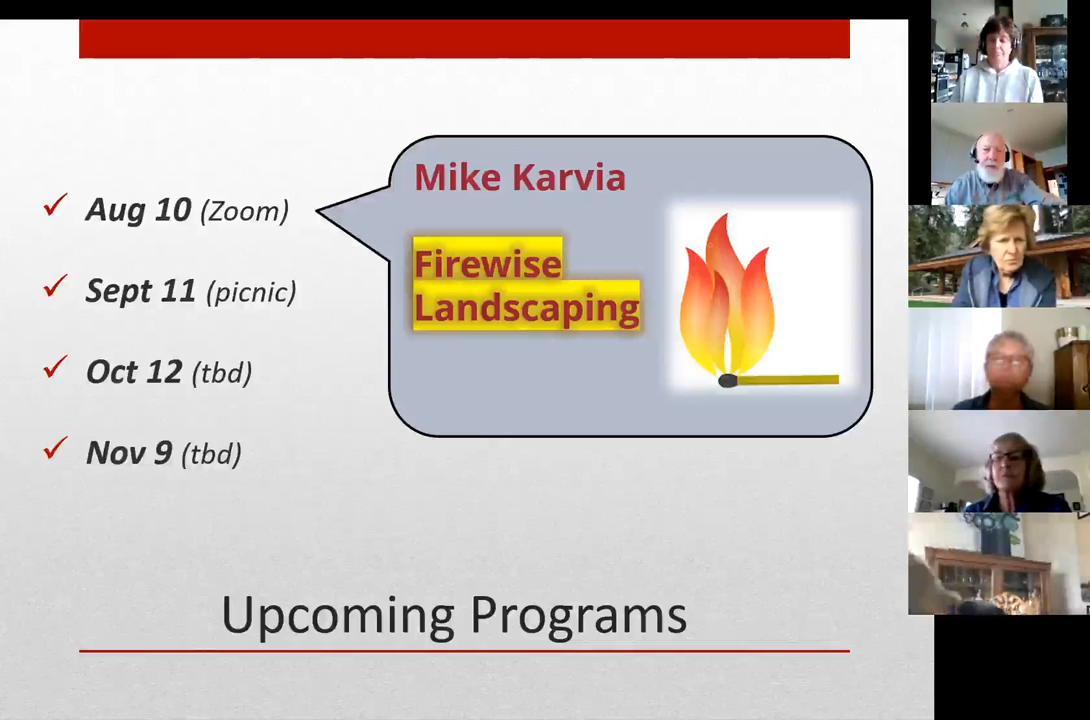 Aug 10 (Zoom)
Sept 11 (picnic)
Oct 12 (tbd)
Nov 9 (tbd)
Mike Karvia
Firewise
Landscaping
Upcoming Programs